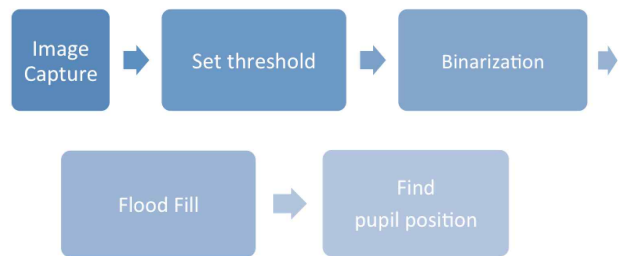 Image
Capture
Set threshold
Binarization
Flood Fill
Find
pupil position